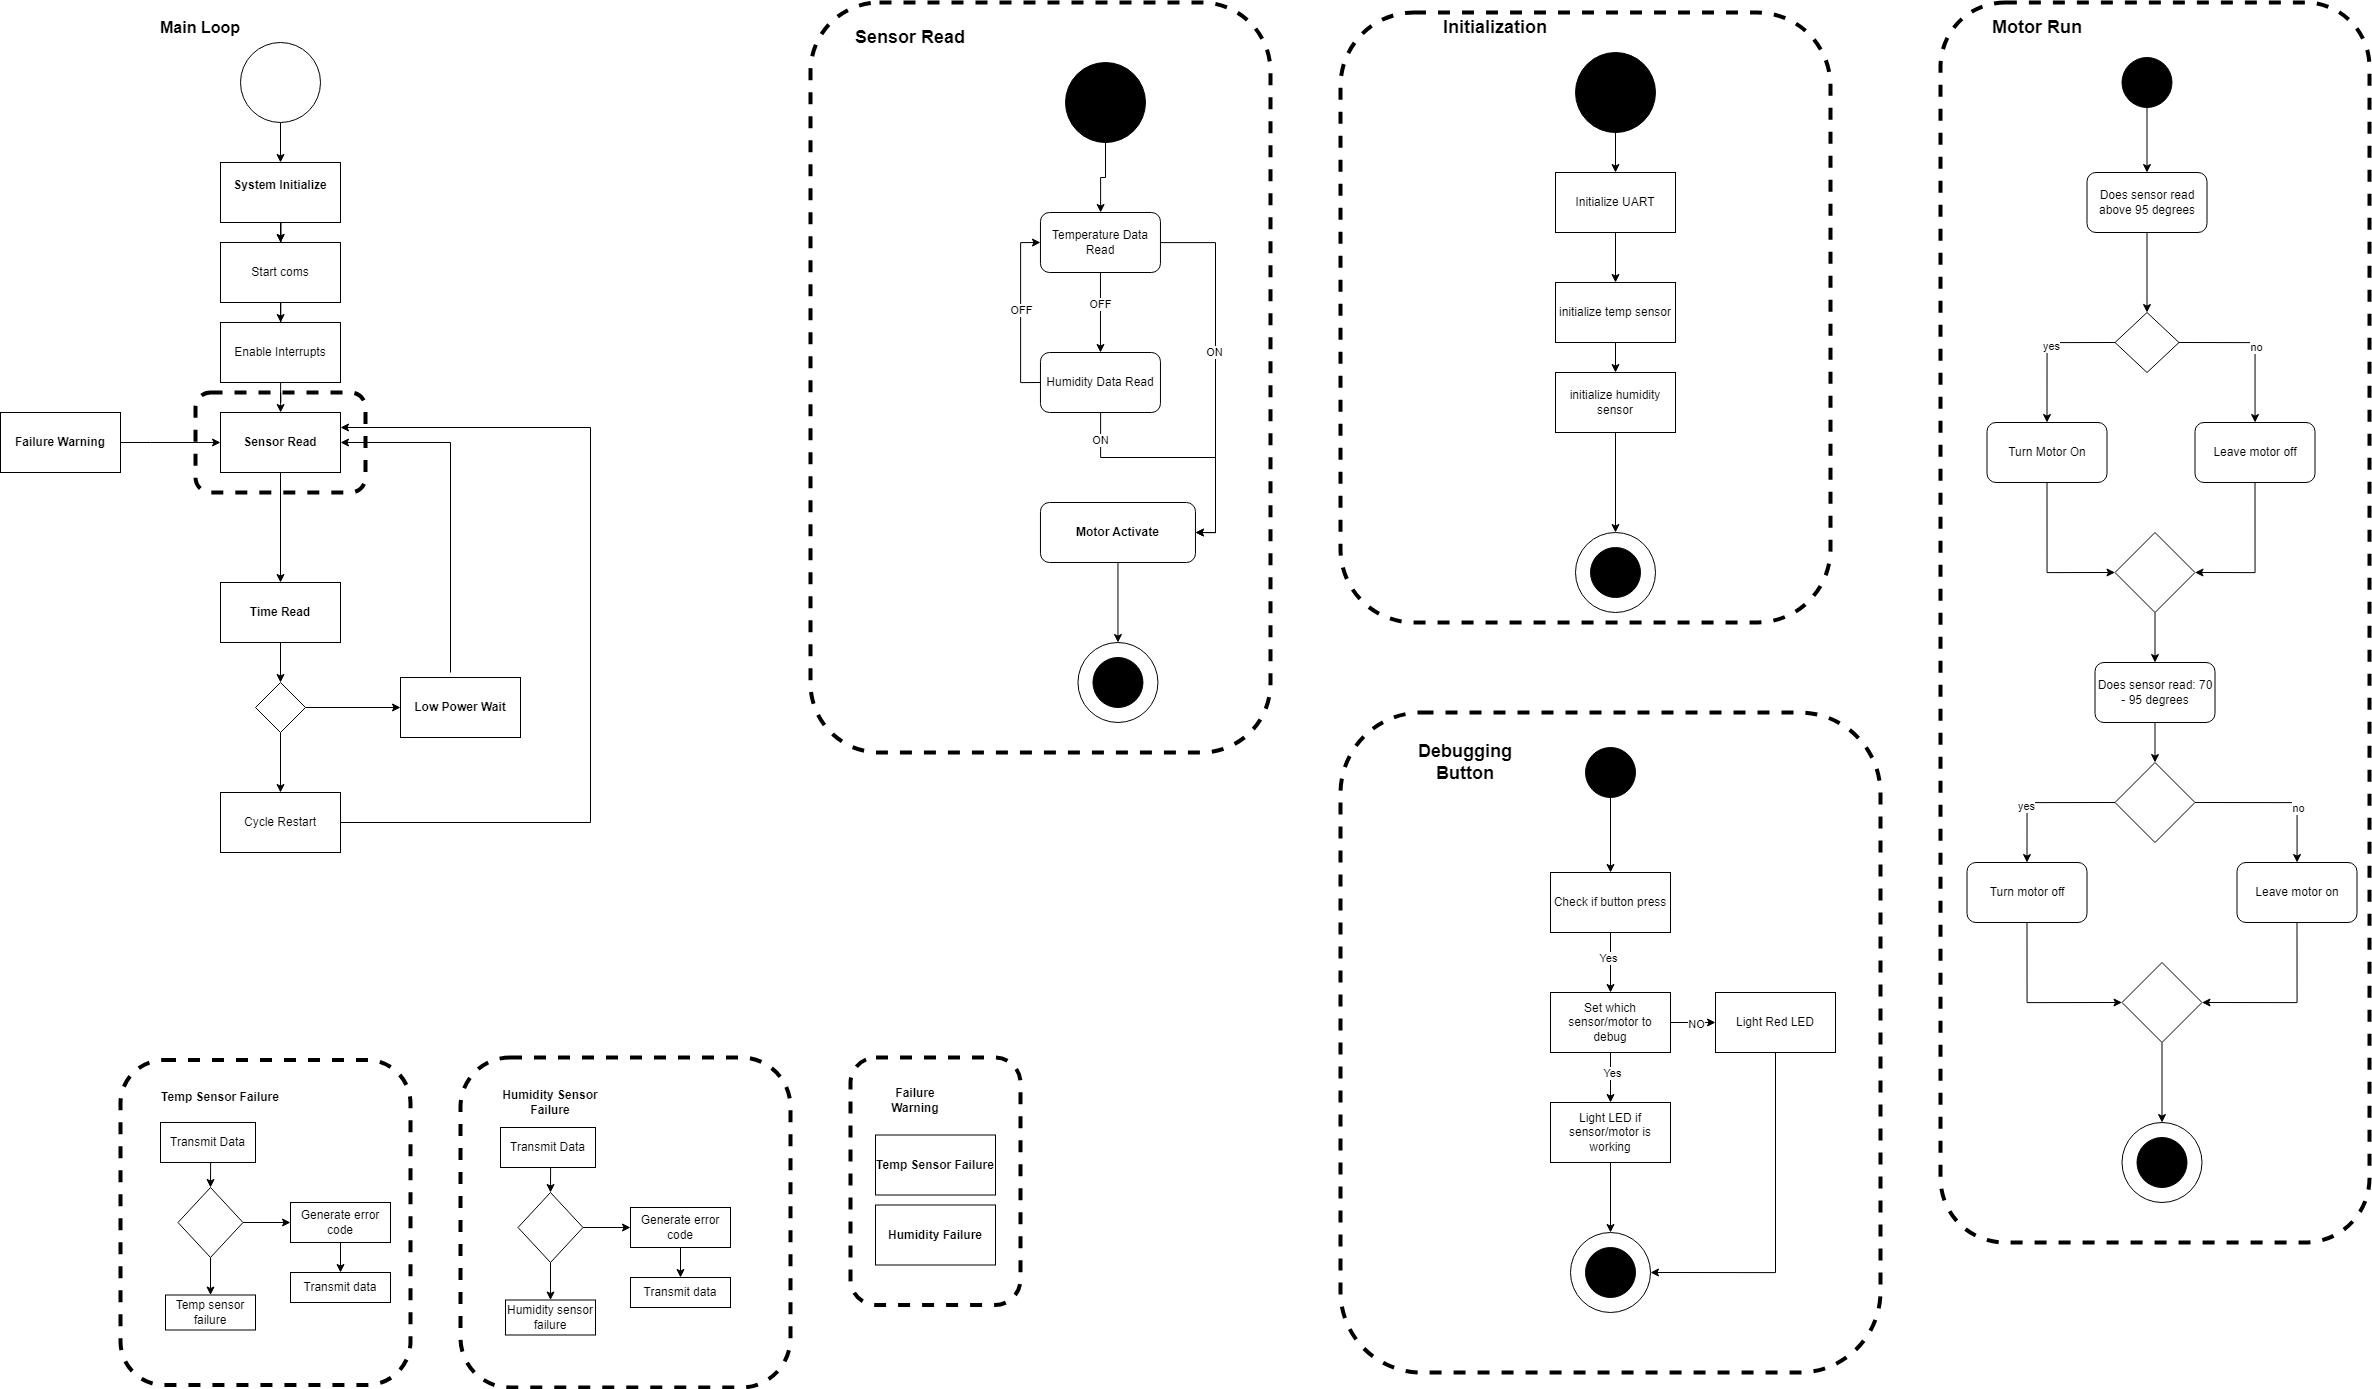 Main Loop
System Initialize
Start coms
Enable Interrupts
Failure Warning
Sensor Read
Time Read
Low Power Wait
Cycle Restart
Sensor Read
Temperature Data
Read
OFF
OFF
ON
Humidity Data Read
ON
Motor Activate
Initialization
Initialize UART
initialize temp sensor
initialize humidity
sensor
Debugging
Button
Check if button press
Yes
Set which
sensor/motor to
debug
NO
Light Red LED
Yes
Light LED if
sensor/motor is
working
Motor Run
Does sensor read
above 95 degrees
yes
no
Turn Motor On
Leave motor off
Does sensor read: 70
- 95 degrees
yes
no
Turn motor off
Leave motor on
Temp Sensor Failure
Transmit Data
Generate error
code
Transmit data
Temp sensor
failure
Humidity Sensor
Failure
Transmit Data
Generate error
code
Transmit data
Humidity sensor
failure
Failure
Warning
Temp Sensor Failure
Humidity Failure